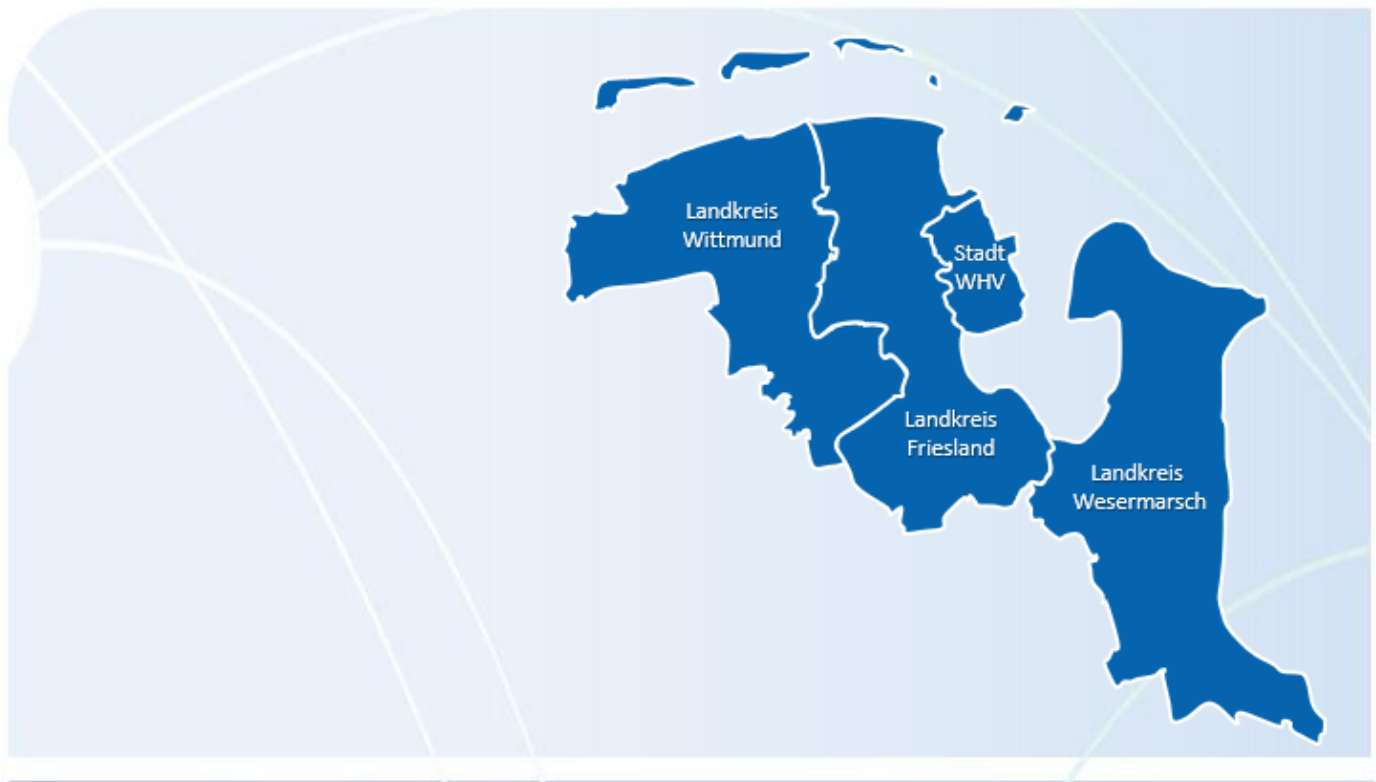 Landkreis
Wittmund
Stadt
WHV
Landkreis
Friesland
Landkreis
Wesermarsch